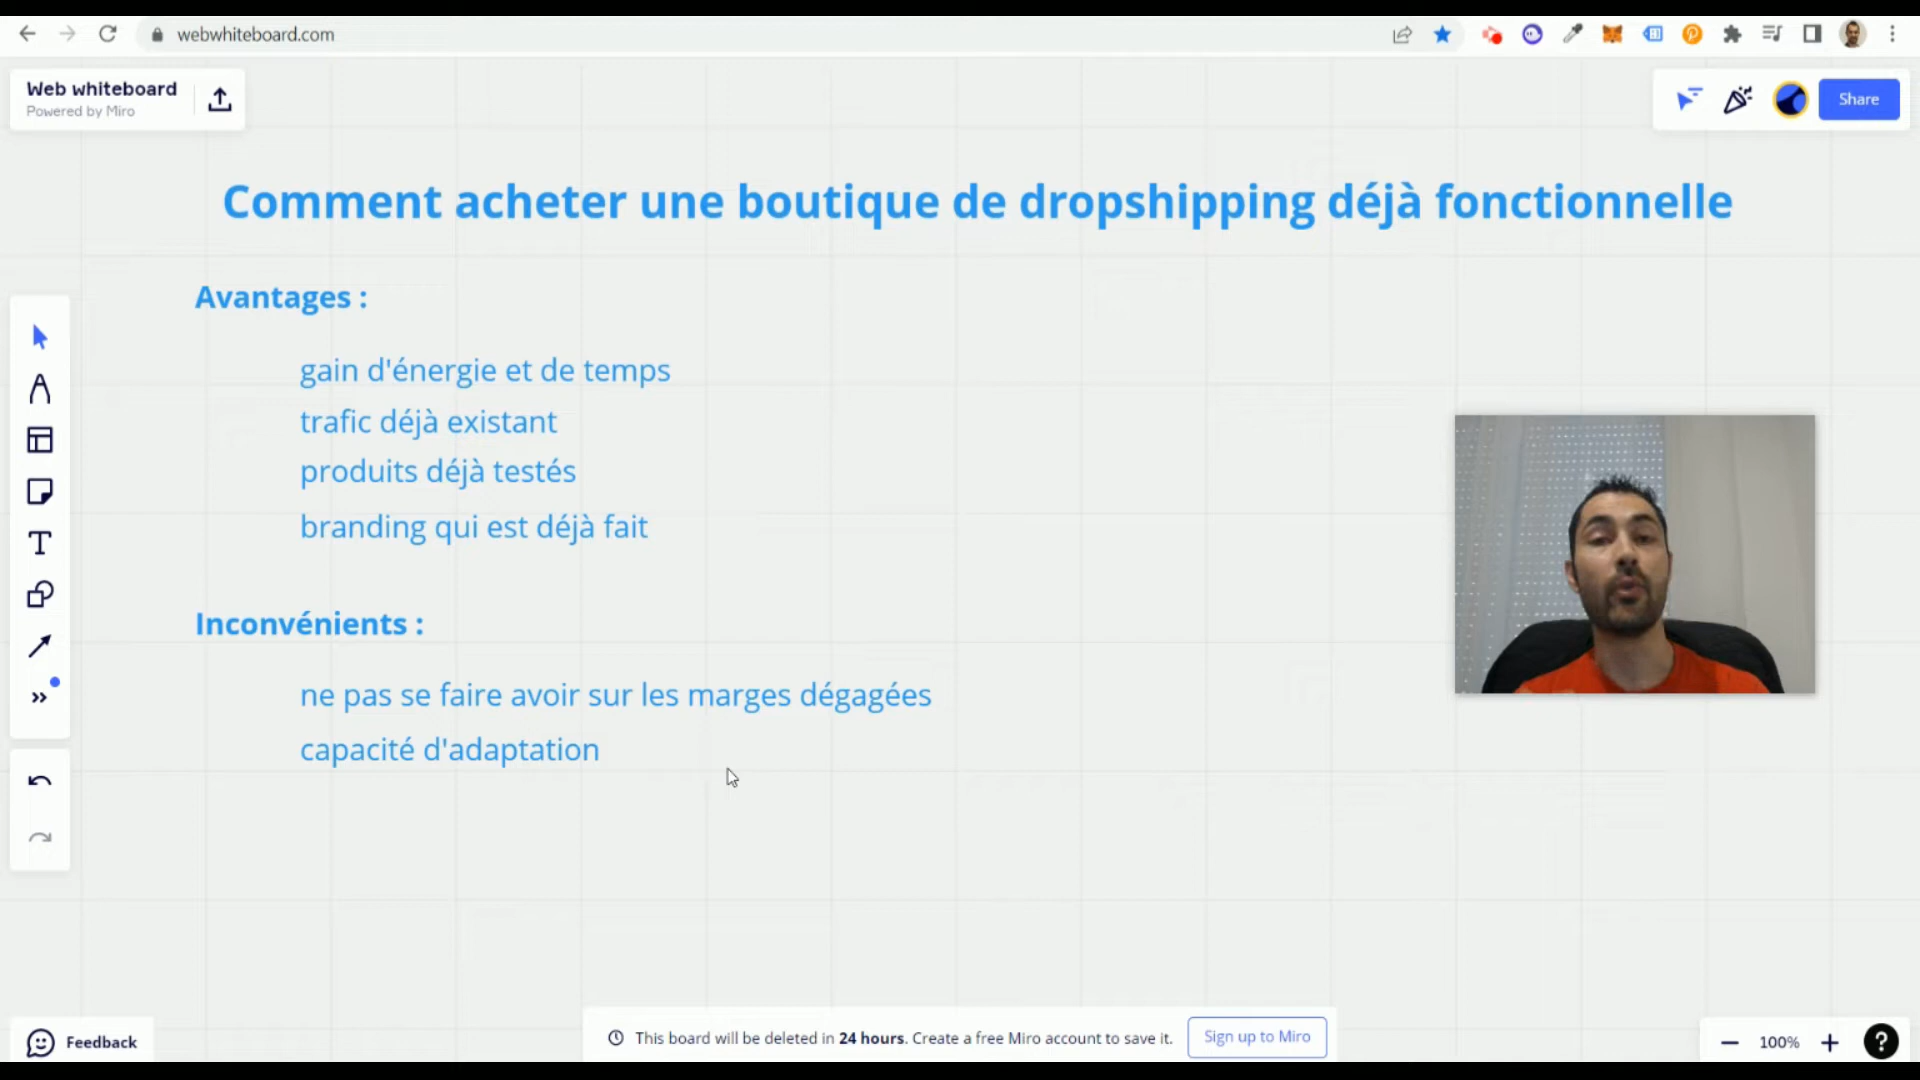 webwhiteboard.com
Web whiteboard
Powered by Miro
Share
Comment acheter une boutique de dropshipping déjà fonctionnelle
Avantages :
gain d'énergie et de temps
trafic déjà existant
produits déjà testés
branding qui est déjà fait
Inconvénients :
ne pas se faire avoir sur les marges dégagées
capacité d'adaptation
Feedback
This board will be deleted in 24 hours. Create a free Miro account to save it.
Sign up to Miro
100%